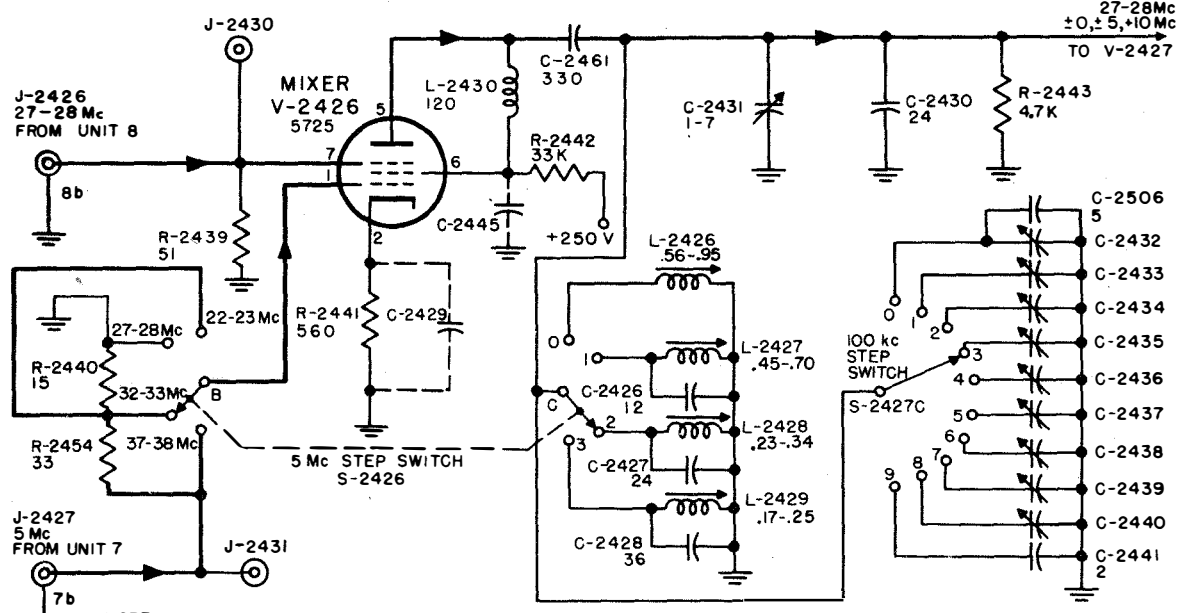 J-2430
J-2426
27-28 Mc
FROM UNIT 8
8b
R-2439
51
MIXER
V-2426
5725
5
7
1
6
2
L-2430
120
C-2461
330
R-2442
33K
C-2445
+250 V
C-2431
1-7
C-2430
24
R-2443
4.7K
27-28Mc
±0,±5,+10 Mc
TO V-2427
R-2441
560
C-2429
22-23 Mc
27-28 Mc
32-33 Mc
37-38 Mc
B
R-2440
15
R-2454
33
5 Mc STEP SWITCH
S-2426
J-2427
5 Mc
FROM UNIT 7
7b
J-2431
L-2426
.56-.95
0
1
C
2
3
L-2427
.45-.70
C-2426
12
L-2428
.23-.34
C-2427
24
L-2429
.17-.25
C-2428
36
100 kc
STEP
SWITCH
S-2427C
0
1
2
3
4
5
6
7
8
9
C-2506
5
C-2432
C-2433
C-2434
C-2435
C-2436
C-2437
C-2438
C-2439
C-2440
C-2441
2